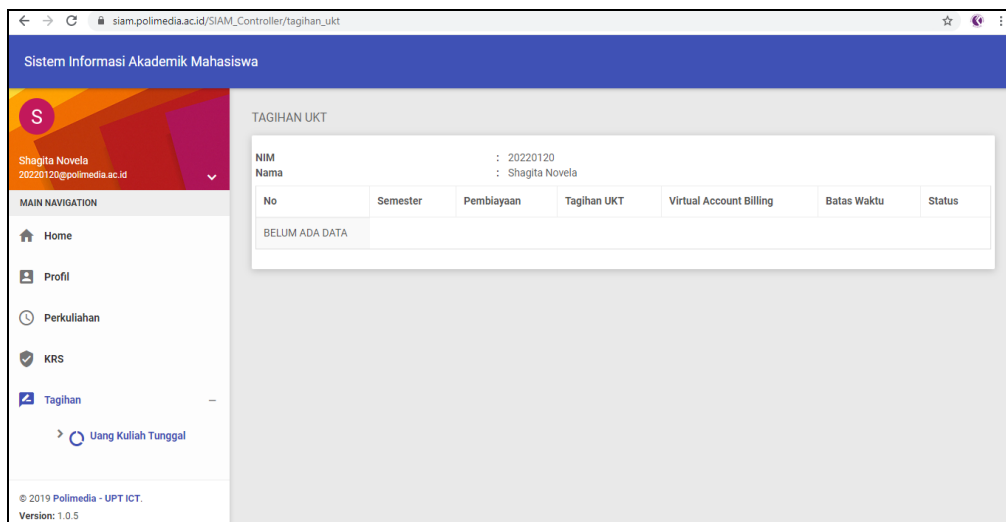 siam.polimedia.ac.id/SIAM_Controller/tagihan_ukt
Sistem Informasi Akademik Mahasiswa
S
Shagita Novela
20220120@polimedia.ac.id
MAIN NAVIGATION
Home
Profil
Perkuliahan
KRS
Tagihan
Uang Kuliah Tunggal
© 2019 Polimedia - UPT ICT.
Version: 1.0.5
TAGIHAN UKT
NIM : 20220120
Nama : Shagita Novela
No Semester Pembiayaan Tagihan UKT Virtual Account Billing Batas Waktu Status
BELUM ADA DATA